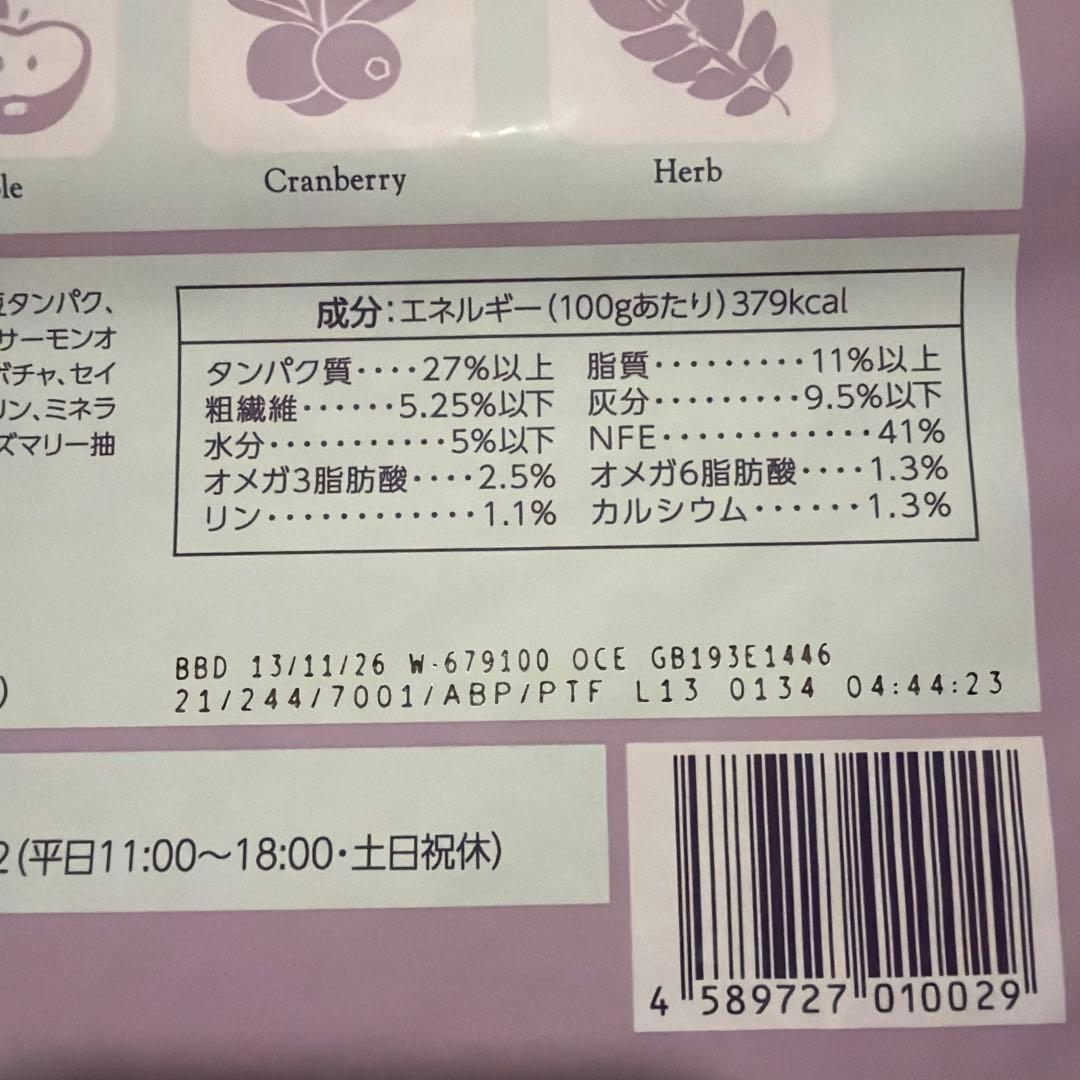 Cranberry
Herb
タンパク、
サーモンオ
ボチャ、セイ
リン、ミネラ
ズマリー抽
成分:エネルギー(100gあたり)379kcal
タンパク質····27%以上 脂質·········11%以上
粗繊維······5.25%以下 灰分·········9.5%以下
水分··········5%以下 NFE············41%
オメガ3脂肪酸····2.5% オメガ6脂肪酸····1.3%
リン············1.1% カルシウム······1.3%
BBD 13/11/26 W-679100 OCE GB193E1446
21/244/7001/ABP/PTF L13 0134 04:44:23
2(平日11:00〜18:00·土日祝休)
4 589727 010029